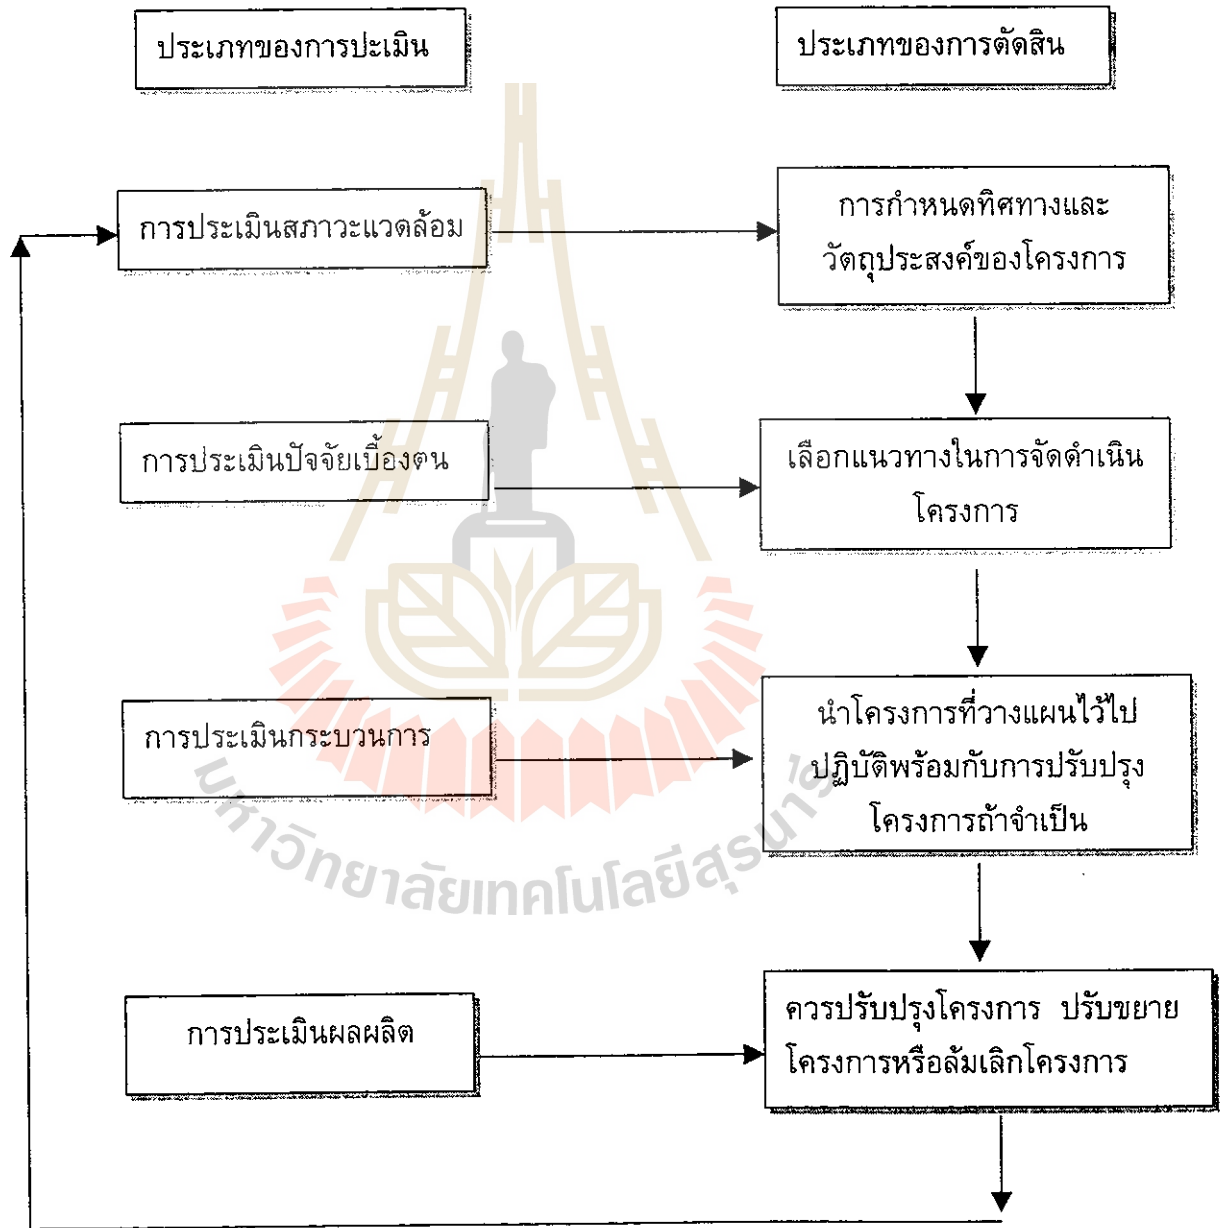 ประเภทของการปะเมิน
ประเภทของการตัดสิน
การประเมินสภาวะแวดล้อม
การกำหนดทิศทางและ
วัตถุประสงค์ของโครงการ
การประเมินปัจจัยเบื้องตน
เลือกแนวทางในการจัดดำเนิน
โครงการ
การประเมินกระบวนการ
นำโครงการที่วางแผนไว้ไป
ปฏิบัติพร้อมกับการปรับปรุง
โครงการถ้าจำเป็น
มหาวิทยาลัยเทคโนโลยีสุรนารี
การประเมินผลผลิต
ควรปรับปรุงโครงการ ปรับขยาย
โครงการหรือล้มเลิกโครงการ